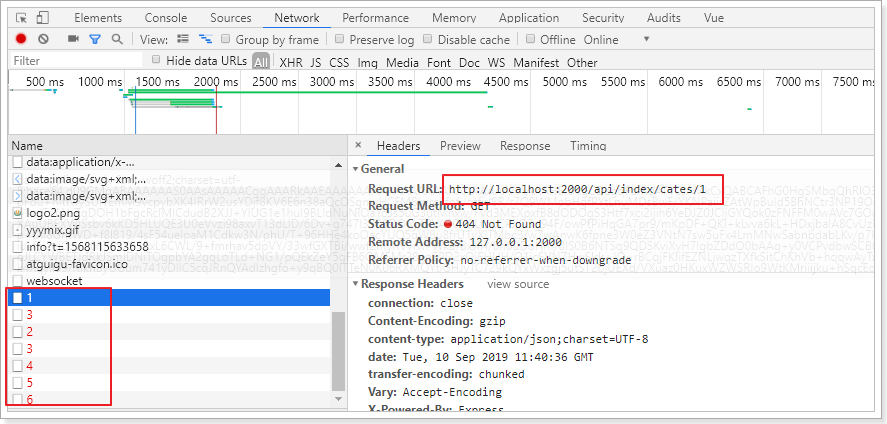 Elements Console Sources Network Performance Memory Application Security Audits Vue
View: Group by frame Preserve log Disable cache Offline Online
Filter Hide data URLs All XHR JS CSS Img Media Font Doc WS Manifest Other
500 ms 1000 ms 1500 ms 2000 ms 2500 ms 3000 ms 3500 ms 4000 ms 4500 ms 5000 ms 5500 ms 6000 ms 6500 ms 7000 ms 7500 ms
Name
data:application/x-...
data:image/svg+xml;...
data:image/svg+xml;...
logo2.png
yyymix.gif
info?t=1568115633658
atguigu-favicon.ico
websocket
1
3
2
3
4
5
6
× Headers Preview Response Timing
General
Request URL: http://localhost:2000/api/index/cates/1
Request Method: GET
Status Code: 404 Not Found
Remote Address: 127.0.0.1:2000
Referrer Policy: no-referrer-when-downgrade
Response Headers view source
connection: close
Content-Encoding: gzip
content-type: application/json;charset=UTF-8
date: Tue, 10 Sep 2019 11:40:36 GMT
transfer-encoding: chunked
Vary: Accept-Encoding
X-Powered-By: Express